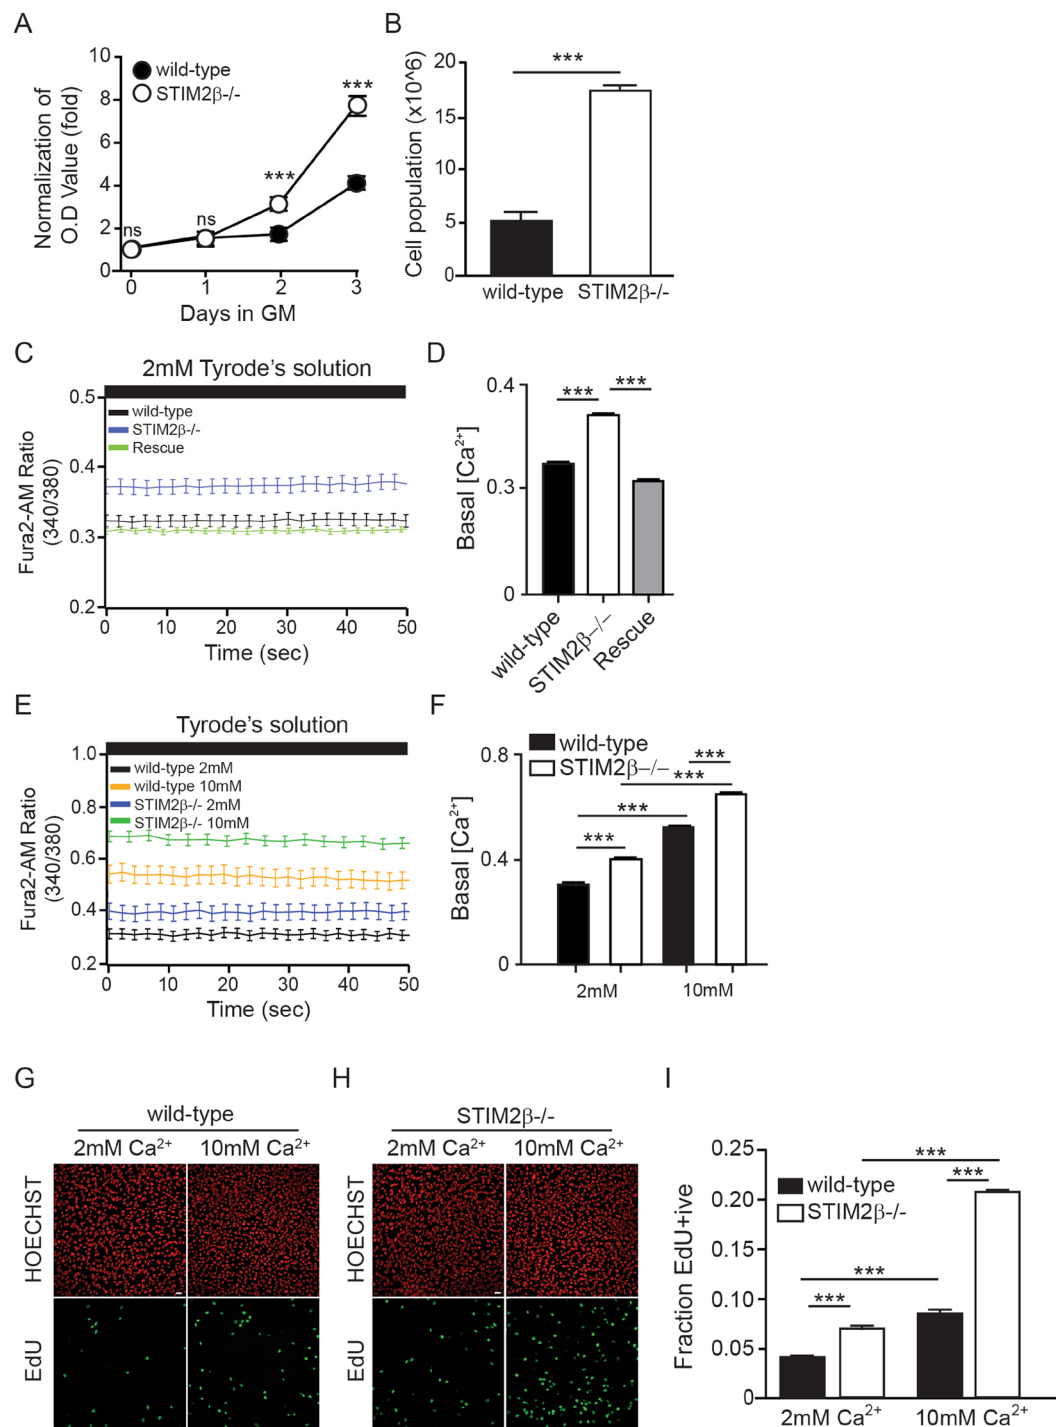 A
10
8
6
4
2
0
Normalization of
O.D Value (fold)
wild-type
STIM2β-/-
ns
ns
***
***
0 1 2 3
Days in GM
B
20
15
10
5
0
Cell population (x10^6)
***
wild-type STIM2β-/-
C
2mM Tyrode's solution
0.5
0.4
0.3
0.2
Fura2-AM Ratio
(340/380)
wild-type
STIM2β-/-
Rescue
0 10 20 30 40 50
Time (sec)
D
0.4
0.3
0
Basal [Ca²⁺]
*** ***
wild-type
STIM2β–/–
Rescue
E
Tyrode's solution
1.0
0.8
0.6
0.4
0.2
Fura2-AM Ratio
(340/380)
wild-type 2mM
wild-type 10mM
STIM2β-/- 2mM
STIM2β-/- 10mM
0 10 20 30 40 50
Time (sec)
F
0.8
0.4
0
Basal [Ca²⁺]
wild-type
STIM2β–/–
***
***
***
***
2mM 10mM
G
wild-type
2mM Ca²⁺ 10mM Ca²⁺
HOECHST
EdU
H
STIM2β-/-
2mM Ca²⁺ 10mM Ca²⁺
HOECHST
EdU
I
0.25
0.20
0.15
0.10
0.05
0
Fraction EdU+ive
wild-type
STIM2β-/-
***
***
***
***
2mM Ca²⁺ 10mM Ca²⁺